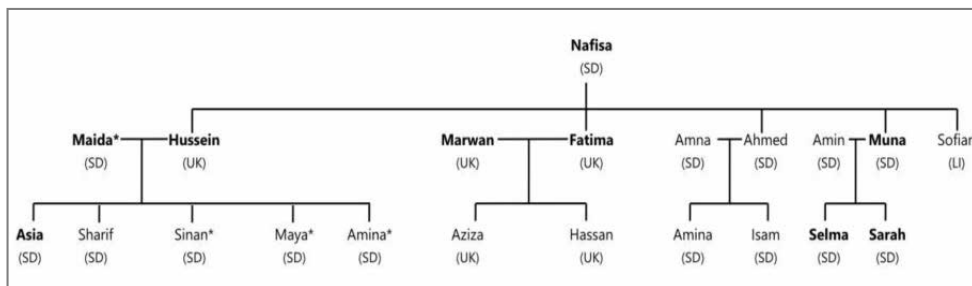 Nafisa
(SD)
Maida* Hussein Marwan Fatima Amna Ahmed Amin Muna Sofian
(SD) (UK) (UK) (UK) (SD) (SD) (SD) (SD) (LI)
Asia Sharif Sinan* Maya* Amina* Aziza Hassan Amina Isam Selma Sarah
(SD) (SD) (SD) (SD) (SD) (UK) (UK) (SD) (SD) (SD) (SD)